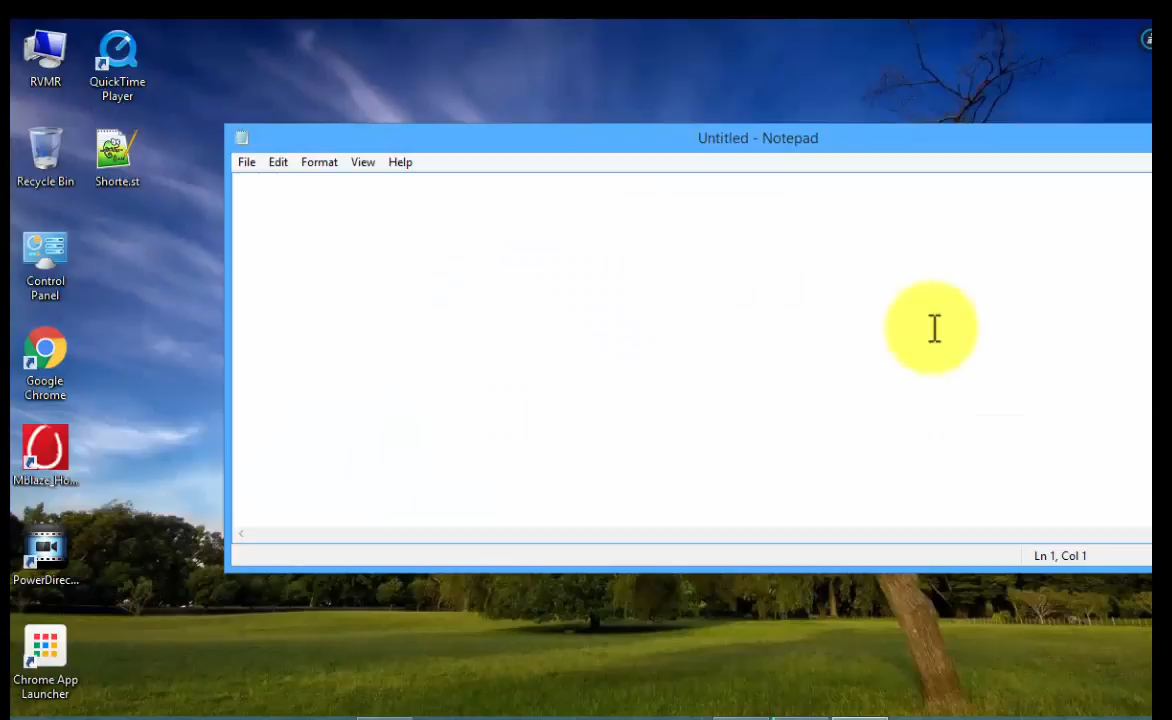 RVMR
QuickTime
Player
Recycle Bin
Shorte.st
Control
Panel
Google
Chrome
Mblaze_Ho...
PowerDirec...
Chrome App
Launcher
Untitled - Notepad
File Edit Format View Help
Ln 1, Col 1